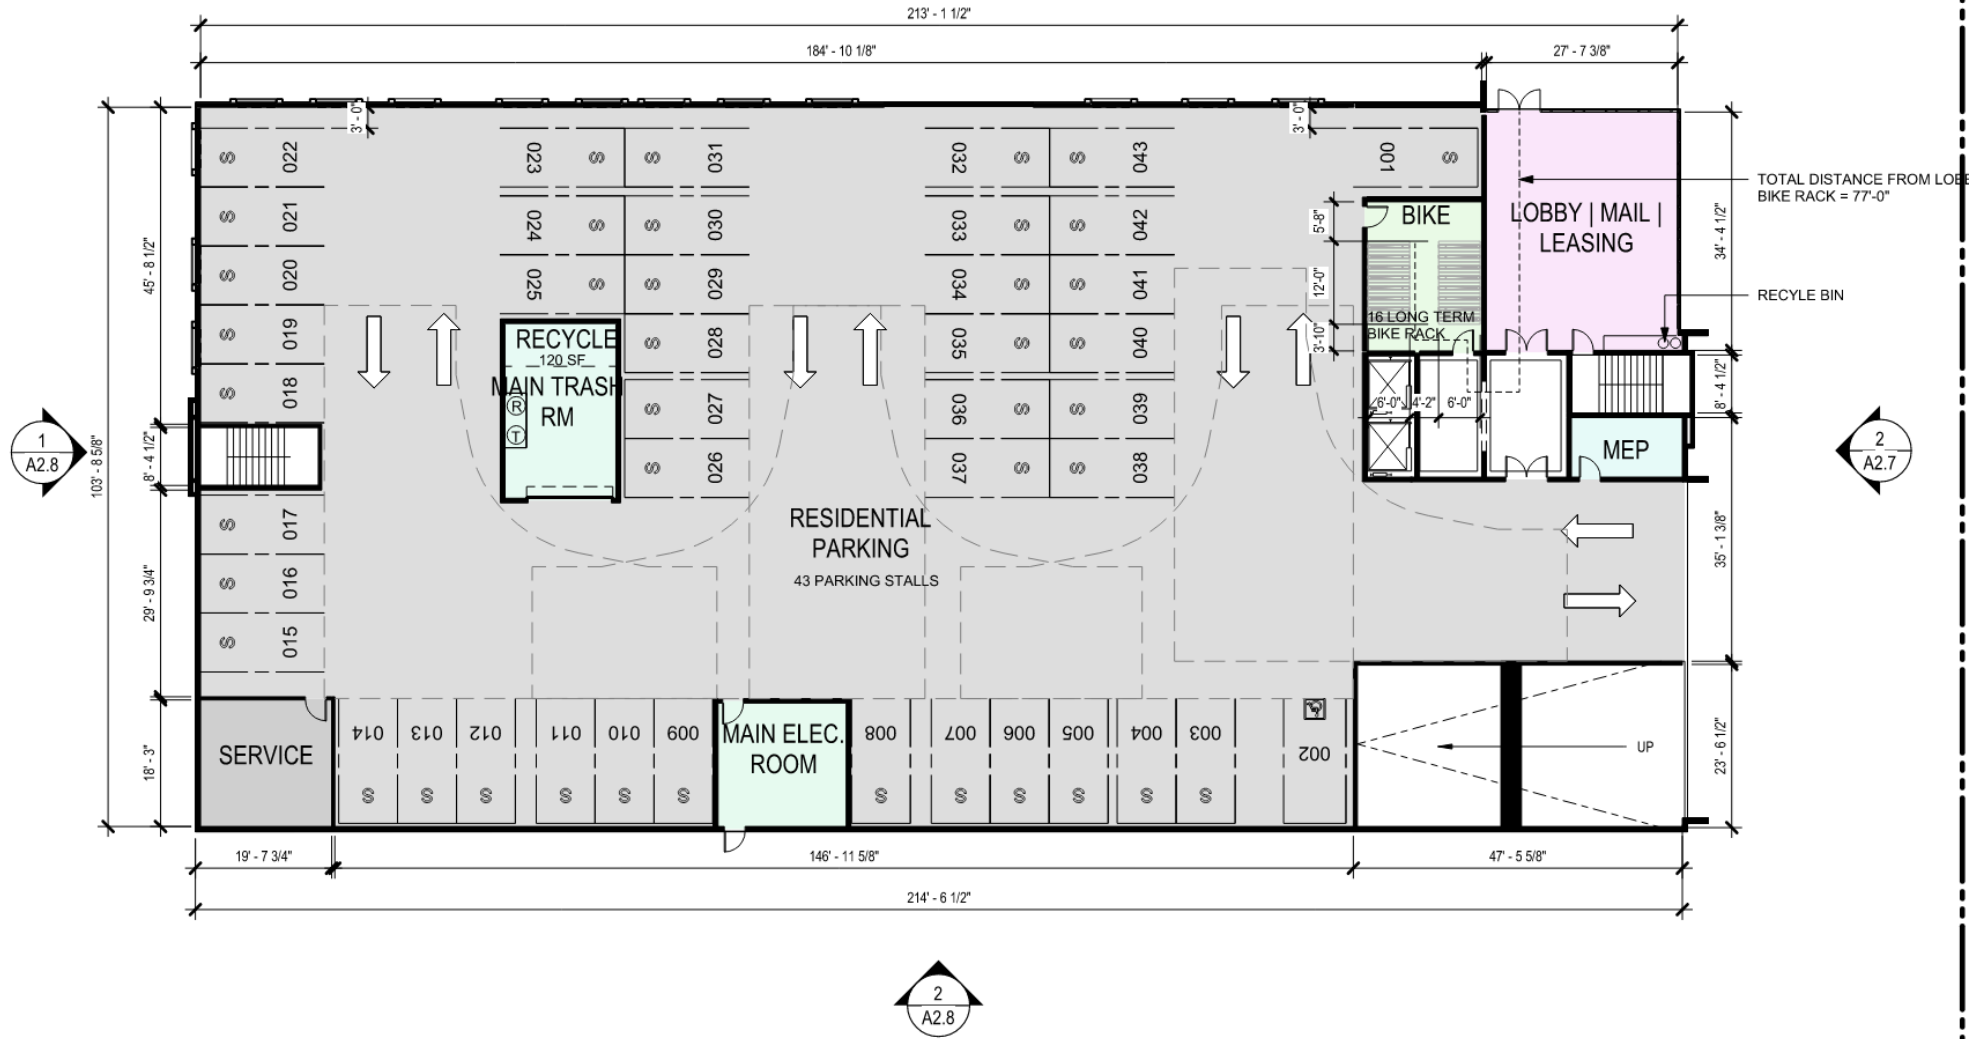 213' - 1 1/2"
184' - 10 1/8"
27' - 7 3/8"
3' - 0"
3' - 0"
022
S
023
S
S
031
032
S
S
043
001
S
TOTAL DISTANCE FROM LOBB
BIKE RACK = 77'-0"
021
S
024
S
S
030
033
S
S
042
5'-8"
BIKE
LOBBY | MAIL |
LEASING
34' - 4 1/2"
45' - 8 1/2"
020
S
025
S
S
029
034
S
S
041
12'-0"
RECYLE BIN
019
S
RECYCLE
120 SF
S
028
035
S
S
040
3'-10"
16 LONG TERM
BIKE RACK
018
S
MAIN TRASH
RM
R
T
S
027
036
S
S
039
6'-0"
4'-2"
6'-0"
8' - 4 1/2"
1
A2.8
103' - 8 5/8"
8' - 4 1/2"
S
026
037
S
S
038
MEP
2
A2.7
017
S
RESIDENTIAL
PARKING
43 PARKING STALLS
35' - 1 3/8"
29' - 9 3/4"
016
S
015
S
18' - 3"
SERVICE
014
013
012
011
010
009
MAIN ELEC.
ROOM
008
007
006
005
004
003
002
UP
23' - 6 1/2"
S
S
S
S
S
S
S
S
S
S
S
S
19' - 7 3/4"
146' - 11 5/8"
47' - 5 5/8"
214' - 6 1/2"
2
A2.8